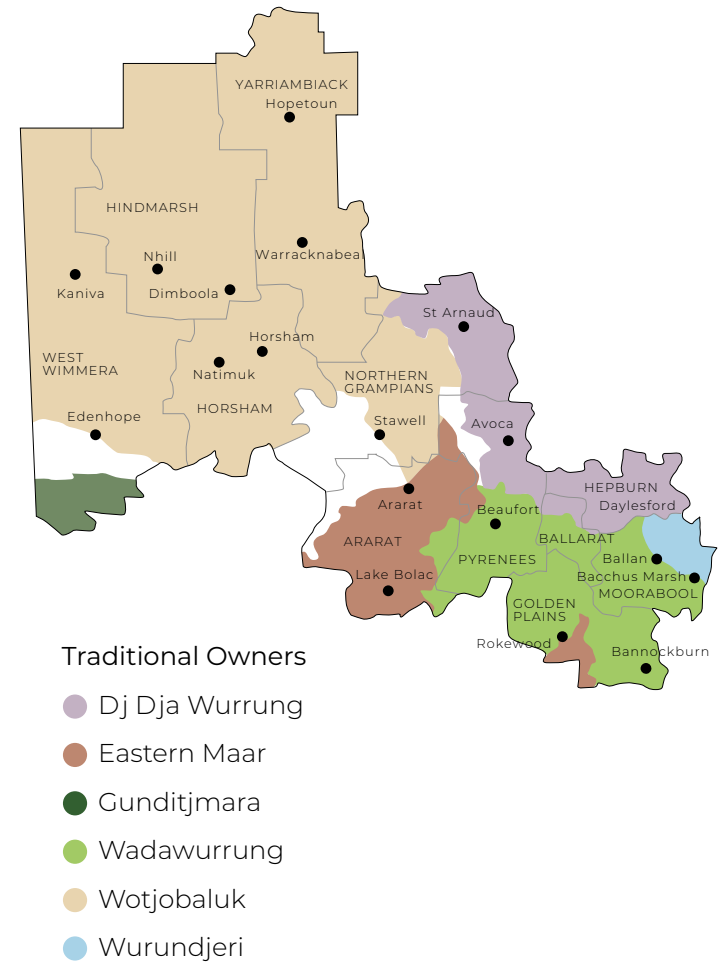 YARRIAMBIACK
Hopetoun
HINDMARSH
Nhill
Warracknabeal
Kaniva
Dimboola
St Arnaud
Horsham
WEST
WIMMERA
Natimuk
NORTHERN
GRAMPIANS
HORSHAM
Edenhope
Stawell
Avoca
HEPBURN
Daylesford
Ararat
Beaufort
ARARAT
BALLARAT
PYRENEES
Ballan
Lake Bolac
Bacchus Marsh
MOORABOOL
GOLDEN
PLAINS
Rokewood
Bannockburn
Traditional Owners
Dj Dja Wurrung
Eastern Maar
Gunditjmara
Wadawurrung
Wotjobaluk
Wurundjeri